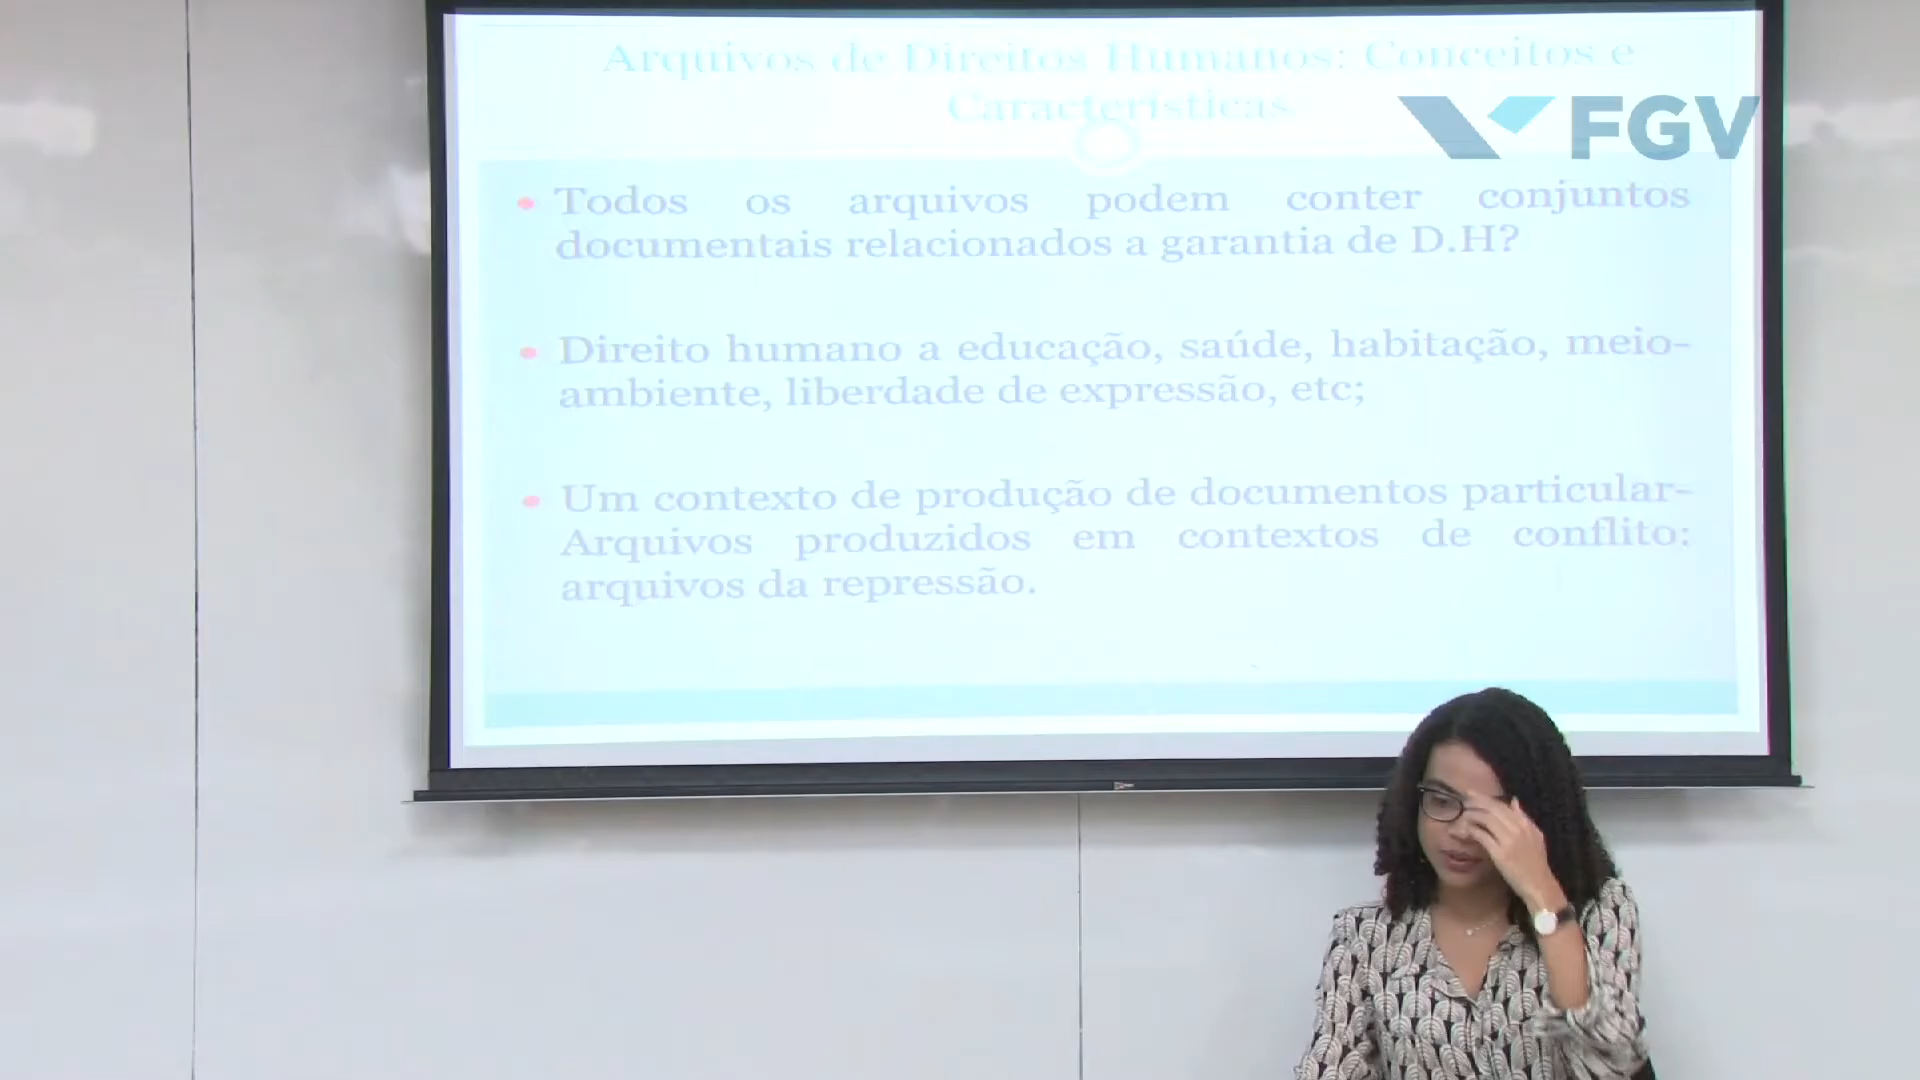 Arquivos de Direitos Humanos: Conceitos e
Características
FGV
• Todos os arquivos podem conter conjuntos
documentais relacionados a garantia de D.H?
• Direito humano a educação, saúde, habitação, meio-
ambiente, liberdade de expressão, etc;
• Um contexto de produção de documentos particular-
Arquivos produzidos em contextos de conflito:
arquivos da repressão.